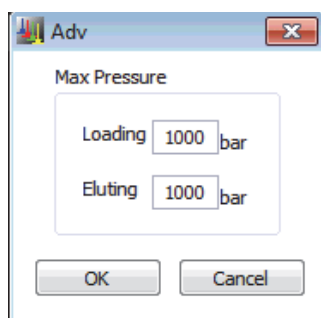 Adv
Max Pressure
Loading 1000 bar
Eluting 1000 bar
OK Cancel